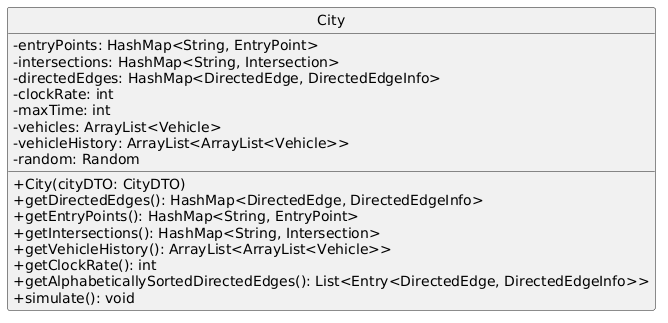 City
-entryPoints: HashMap<String, EntryPoint>
-intersections: HashMap<String, Intersection>
-directedEdges: HashMap<DirectedEdge, DirectedEdgeInfo>
-clockRate: int
-maxTime: int
-vehicles: ArrayList<Vehicle>
-vehicleHistory: ArrayList<ArrayList<Vehicle>>
-random: Random
+City(cityDTO: CityDTO)
+getDirectedEdges(): HashMap<DirectedEdge, DirectedEdgeInfo>
+getEntryPoints(): HashMap<String, EntryPoint>
+getIntersections(): HashMap<String, Intersection>
+getVehicleHistory(): ArrayList<ArrayList<Vehicle>>
+getClockRate(): int
+getAlphabeticallySortedDirectedEdges(): List<Entry<DirectedEdge, DirectedEdgeInfo>>
+simulate(): void